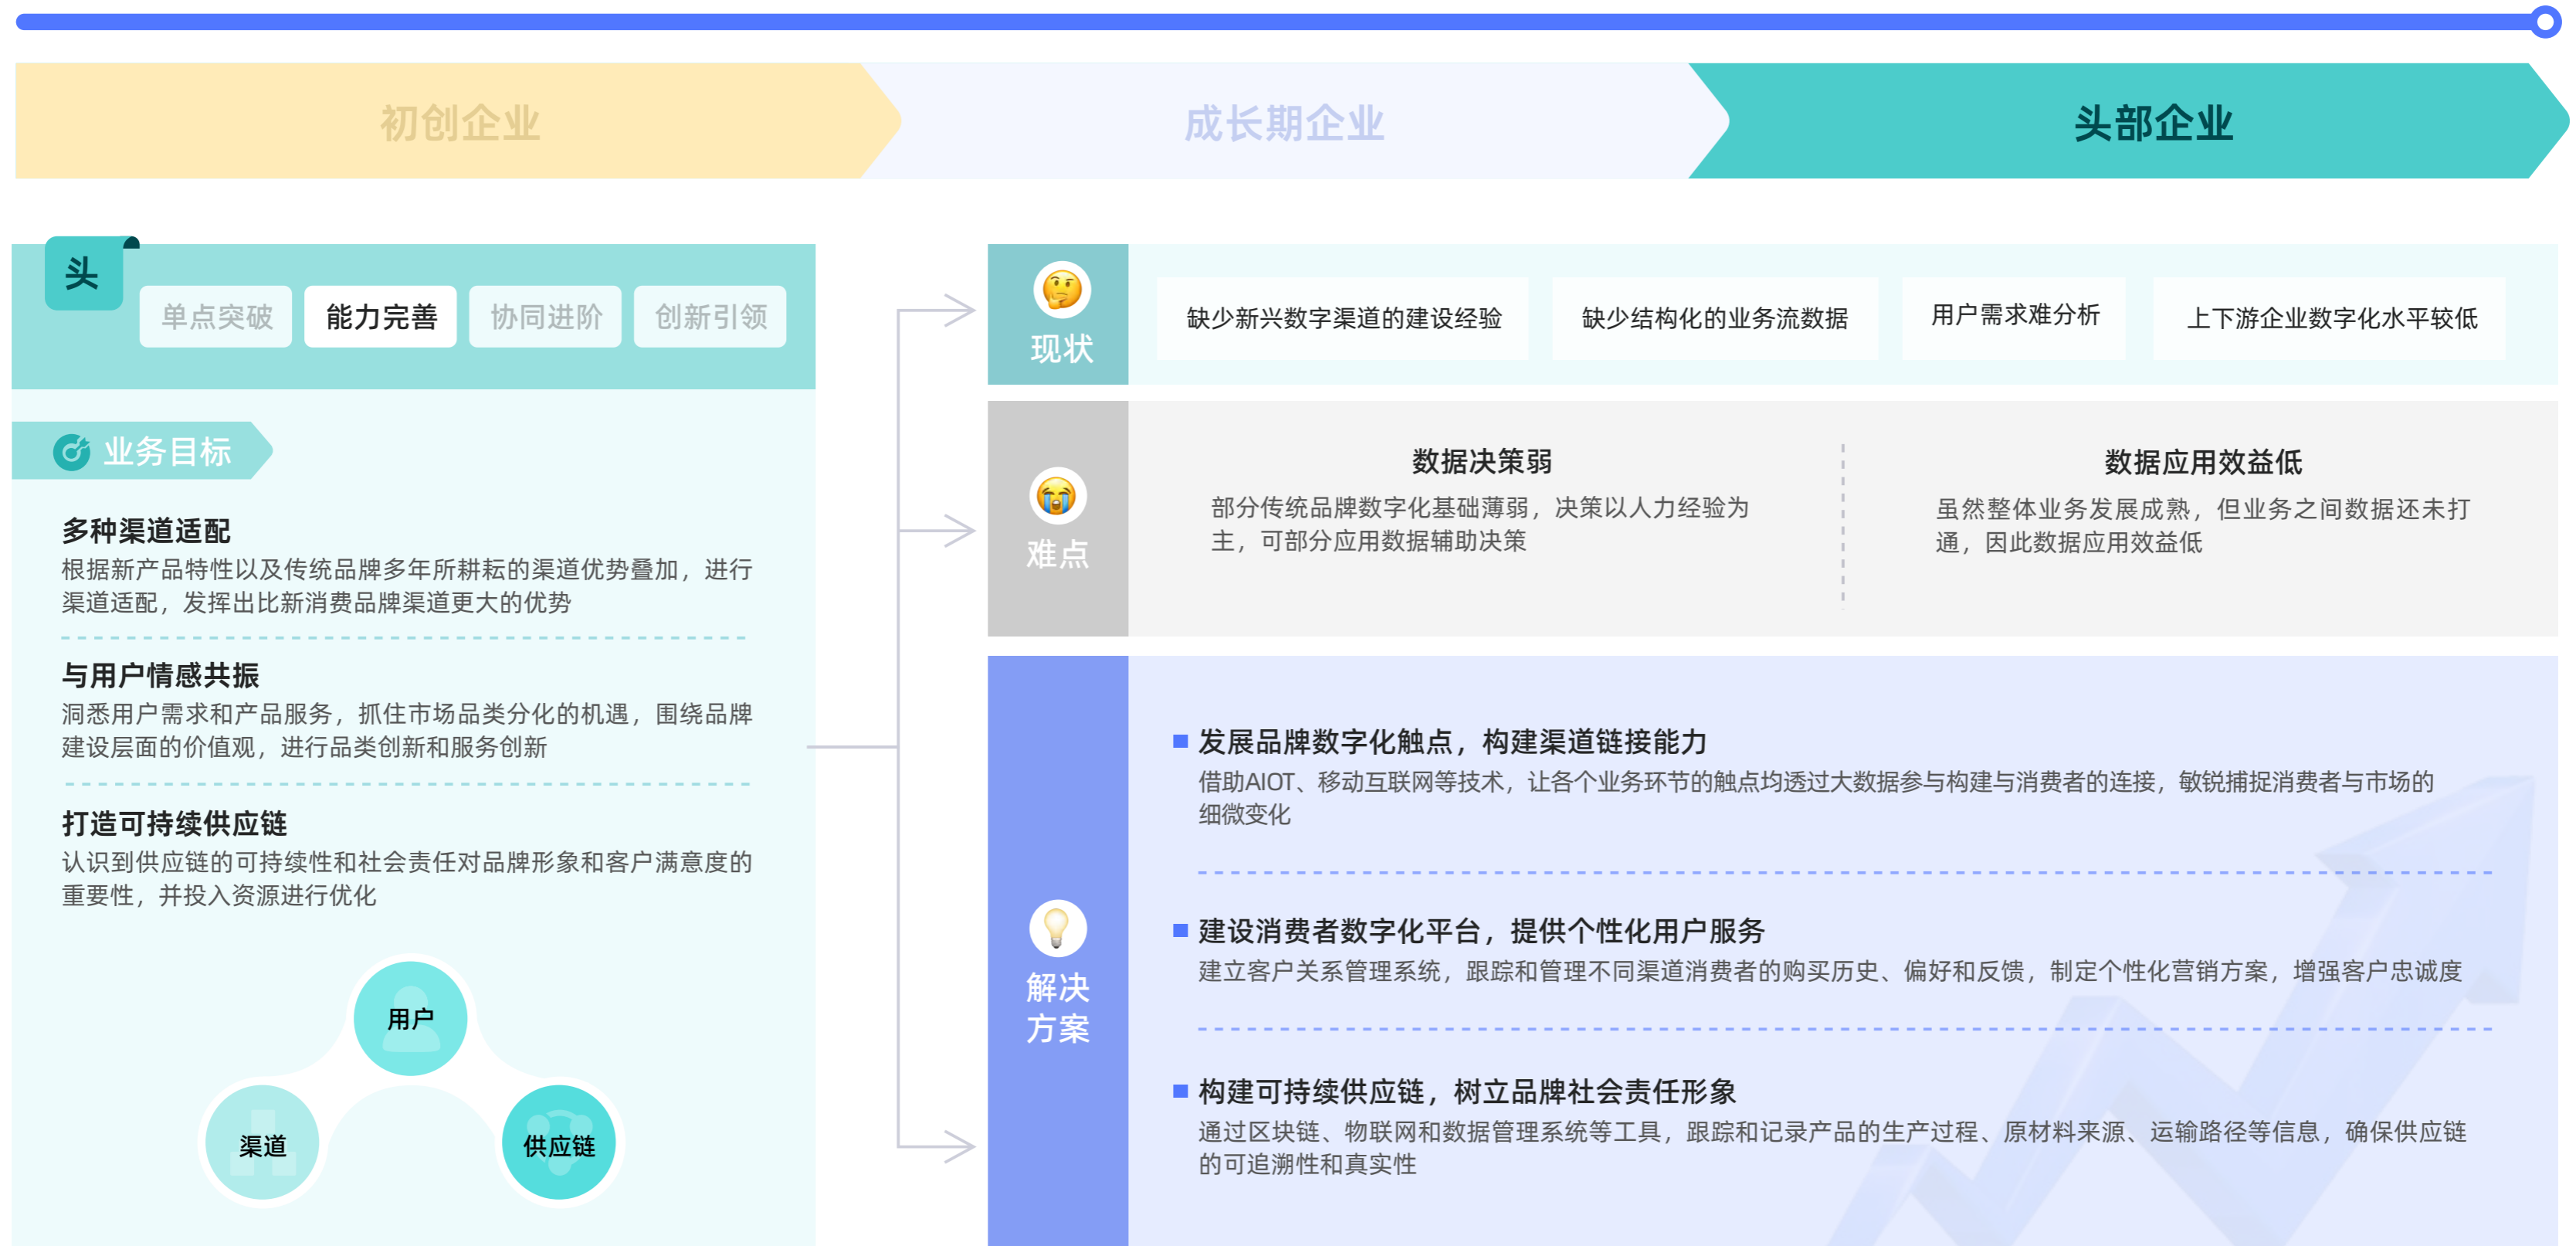 初创企业
成长期企业
头部企业
头
单点突破
能力完善
协同进阶
创新引领
业务目标
多种渠道适配
根据新产品特性以及传统品牌多年所耕耘的渠道优势叠加，进行
渠道适配，发挥出比新消费品牌渠道更大的优势
与用户情感共振
洞悉用户需求和产品服务，抓住市场品类分化的机遇，围绕品牌
建设层面的价值观，进行品类创新和服务创新
打造可持续供应链
认识到供应链的可持续性和社会责任对品牌形象和客户满意度的
重要性，并投入资源进行优化
用户
渠道
供应链
现状
缺少新兴数字渠道的建设经验
缺少结构化的业务流数据
用户需求难分析
上下游企业数字化水平较低
难点
数据决策弱
部分传统品牌数字化基础薄弱，决策以人力经验为
主，可部分应用数据辅助决策
数据应用效益低
虽然整体业务发展成熟，但业务之间数据还未打
通，因此数据应用效益低
解决
方案
发展品牌数字化触点，构建渠道链接能力
借助AIOT、移动互联网等技术，让各个业务环节的触点均透过大数据参与构建与消费者的连接，敏锐捕捉消费者与市场的
细微变化
建设消费者数字化平台，提供个性化用户服务
建立客户关系管理系统，跟踪和管理不同渠道消费者的购买历史、偏好和反馈，制定个性化营销方案，增强客户忠诚度
构建可持续供应链，树立品牌社会责任形象
通过区块链、物联网和数据管理系统等工具，跟踪和记录产品的生产过程、原材料来源、运输路径等信息，确保供应链
的可追溯性和真实性